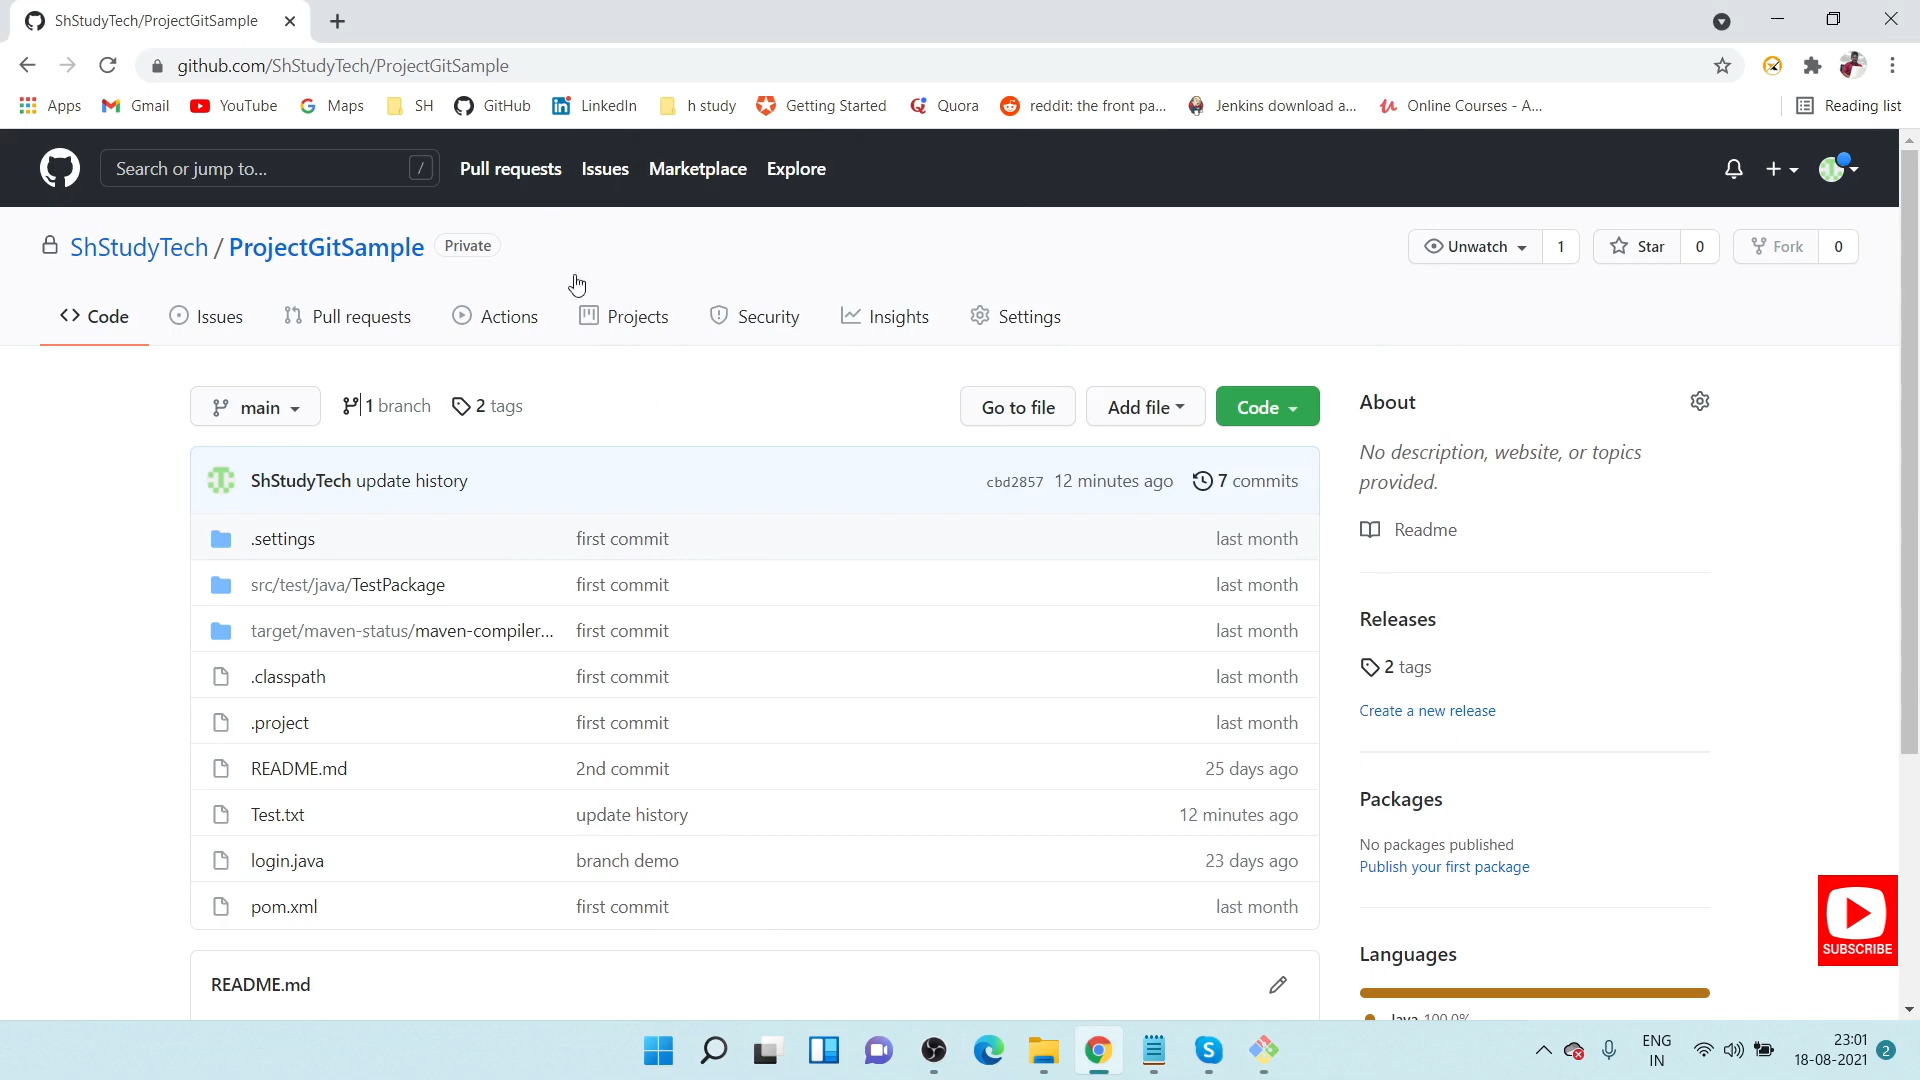 ShStudyTech/ProjectGitSample
github.com/ShStudyTech/ProjectGitSample
Apps Gmail YouTube Maps SH GitHub LinkedIn h study Getting Started Quora reddit: the front pa... Jenkins download a... Online Courses - A... Reading list
Search or jump to... / Pull requests Issues Marketplace Explore
ShStudyTech / ProjectGitSample Private Unwatch 1 Star 0 Fork 0
Code Issues Pull requests Actions Projects Security Insights Settings
main 1 branch 2 tags Go to file Add file Code
ShStudyTech update history cbd2857 12 minutes ago 7 commits
.settings first commit last month
src/test/java/TestPackage first commit last month
target/maven-status/maven-compiler... first commit last month
.classpath first commit last month
.project first commit last month
README.md 2nd commit 25 days ago
Test.txt update history 12 minutes ago
login.java branch demo 23 days ago
pom.xml first commit last month
README.md
About
No description, website, or topics
provided.
Readme
Releases
2 tags
Create a new release
Packages
No packages published
Publish your first package
Languages
Java 100.0%
SUBSCRIBE
ENG
IN
23:01
18-08-2021
2